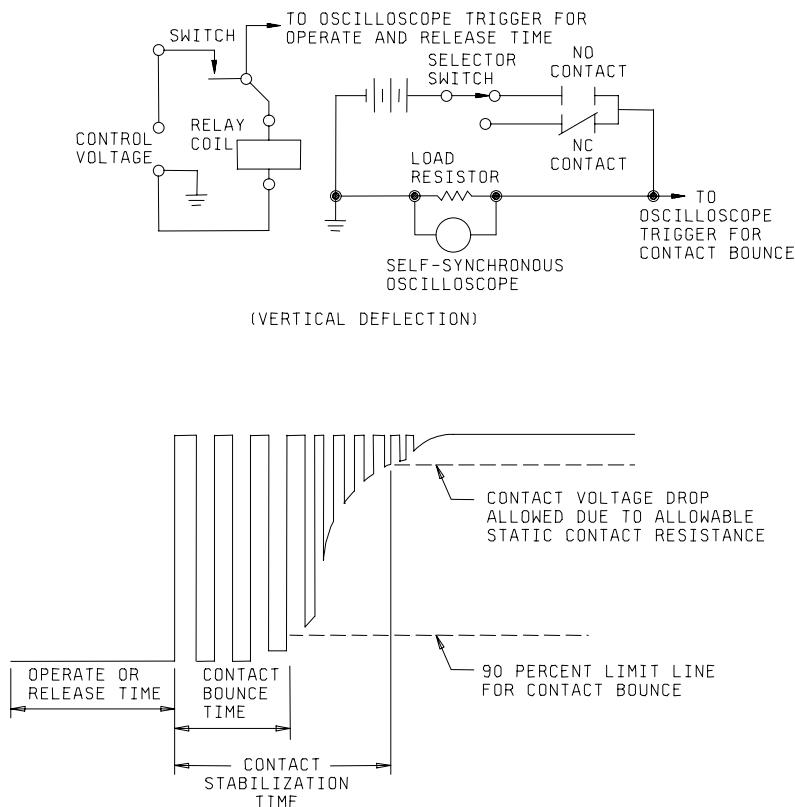 TO OSCILLOSCOPE TRIGGER FOR
OPERATE AND RELEASE TIME
SWITCH
SELECTOR
SWITCH
NO
CONTACT
CONTROL
VOLTAGE
RELAY
COIL
NC
CONTACT
LOAD
RESISTOR
TO
OSCILLOSCOPE
TRIGGER FOR
CONTACT BOUNCE
SELF-SYNCHRONOUS
OSCILLOSCOPE
(VERTICAL DEFLECTION)
CONTACT VOLTAGE DROP
ALLOWED DUE TO ALLOWABLE
STATIC CONTACT RESISTANCE
OPERATE OR
RELEASE TIME
CONTACT
BOUNCE
TIME
90 PERCENT LIMIT LINE
FOR CONTACT BOUNCE
CONTACT
STABILIZATION
TIME